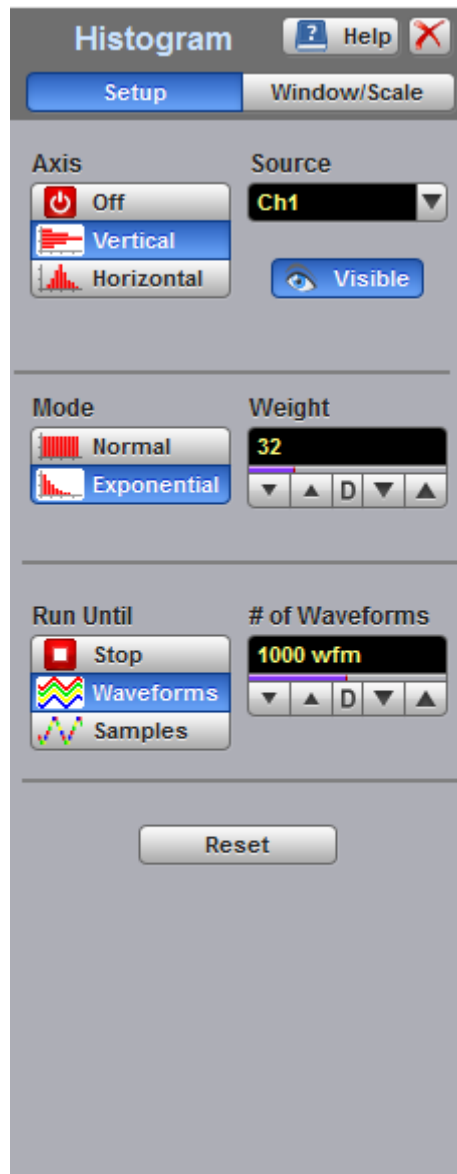 Histogram ? Help
Setup Window/Scale
Axis Source
Off Ch1
Vertical
Horizontal Visible
Mode Weight
Normal 32
Exponential D
Run Until # of Waveforms
Stop 1000 wfm
Waveforms D
Samples
Reset